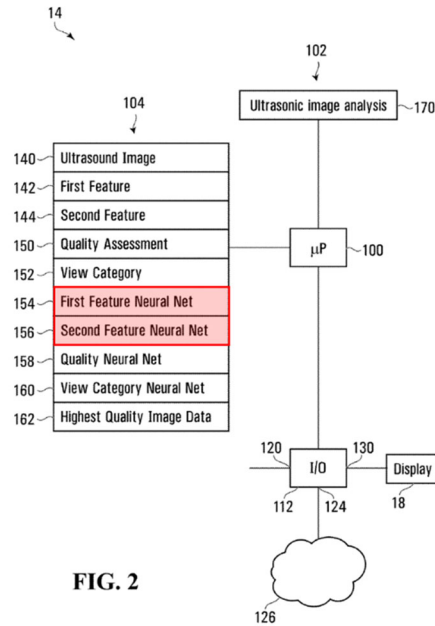 14
102
104
Ultrasonic image analysis
170
140
Ultrasound Image
142
First Feature
144
Second Feature
150
Quality Assessment
μP
100
152
View Category
154
First Feature Neural Net
156
Second Feature Neural Net
158
Quality Neural Net
160
View Category Neural Net
162
Highest Quality Image Data
120
I/O
130
Display
112
124
18
FIG. 2
126